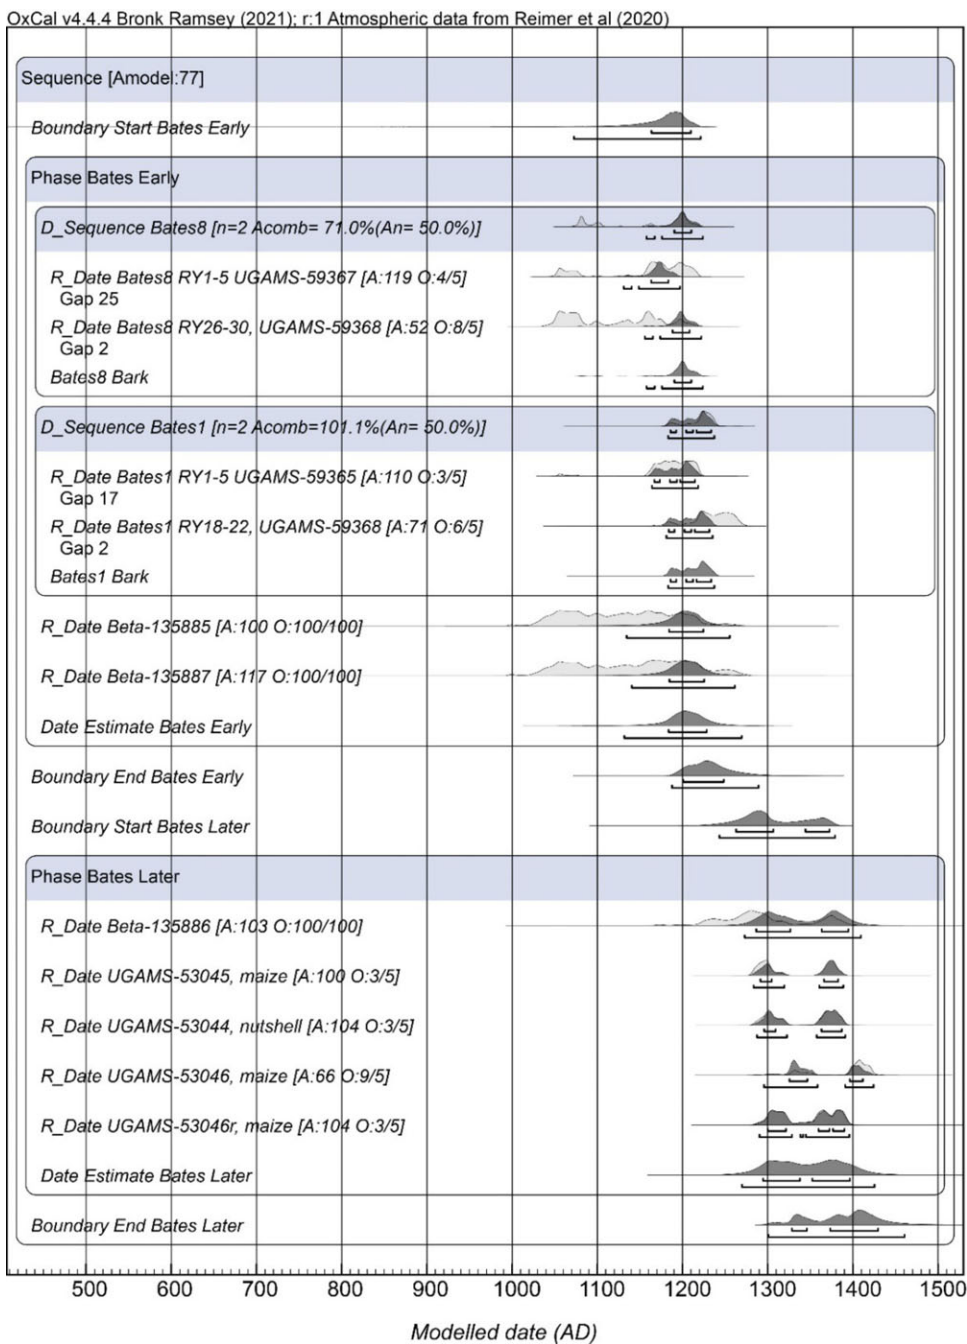 OxCal v4.4.4 Bronk Ramsey (2021); r:1 Atmospheric data from Reimer et al (2020)
Sequence [Amodel:77]
Boundary Start Bates Early
Phase Bates Early
D_Sequence Bates8 [n=2 Acomb= 71.0%(An= 50.0%)]
R_Date Bates8 RY1-5 UGAMS-59367 [A:119 O:4/5]
Gap 25
R_Date Bates8 RY26-30, UGAMS-59368 [A:52 O:8/5]
Gap 2
Bates8 Bark
D_Sequence Bates1 [n=2 Acomb=101.1%(An= 50.0%)]
R_Date Bates1 RY1-5 UGAMS-59365 [A:110 O:3/5]
Gap 17
R_Date Bates1 RY18-22, UGAMS-59368 [A:71 O:6/5]
Gap 2
Bates1 Bark
R_Date Beta-135885 [A:100 O:100/100]
R_Date Beta-135887 [A:117 O:100/100]
Date Estimate Bates Early
Boundary End Bates Early
Boundary Start Bates Later
Phase Bates Later
R_Date Beta-135886 [A:103 O:100/100]
R_Date UGAMS-53045, maize [A:100 O:3/5]
R_Date UGAMS-53044, nutshell [A:104 O:3/5]
R_Date UGAMS-53046, maize [A:66 O:9/5]
R_Date UGAMS-53046r, maize [A:104 O:3/5]
Date Estimate Bates Later
Boundary End Bates Later
500 600 700 800 900 1000 1100 1200 1300 1400 1500
Modelled date (AD)